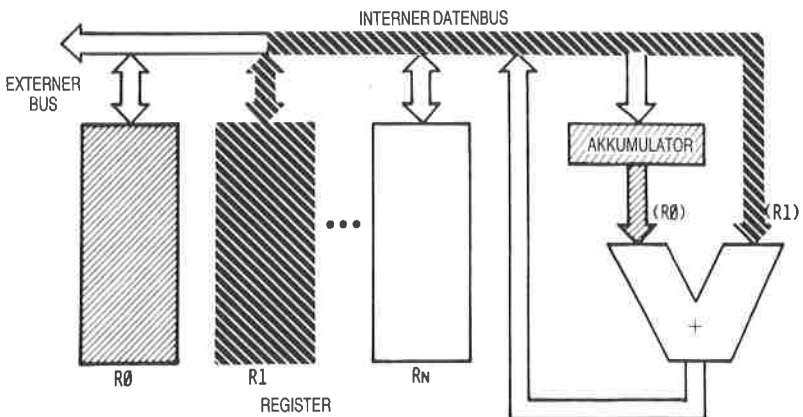 INTERNER DATENBUS
EXTERNER
BUS
AKKUMULATOR
(RØ)
(R1)
...
+
RØ
R1
RN
REGISTER